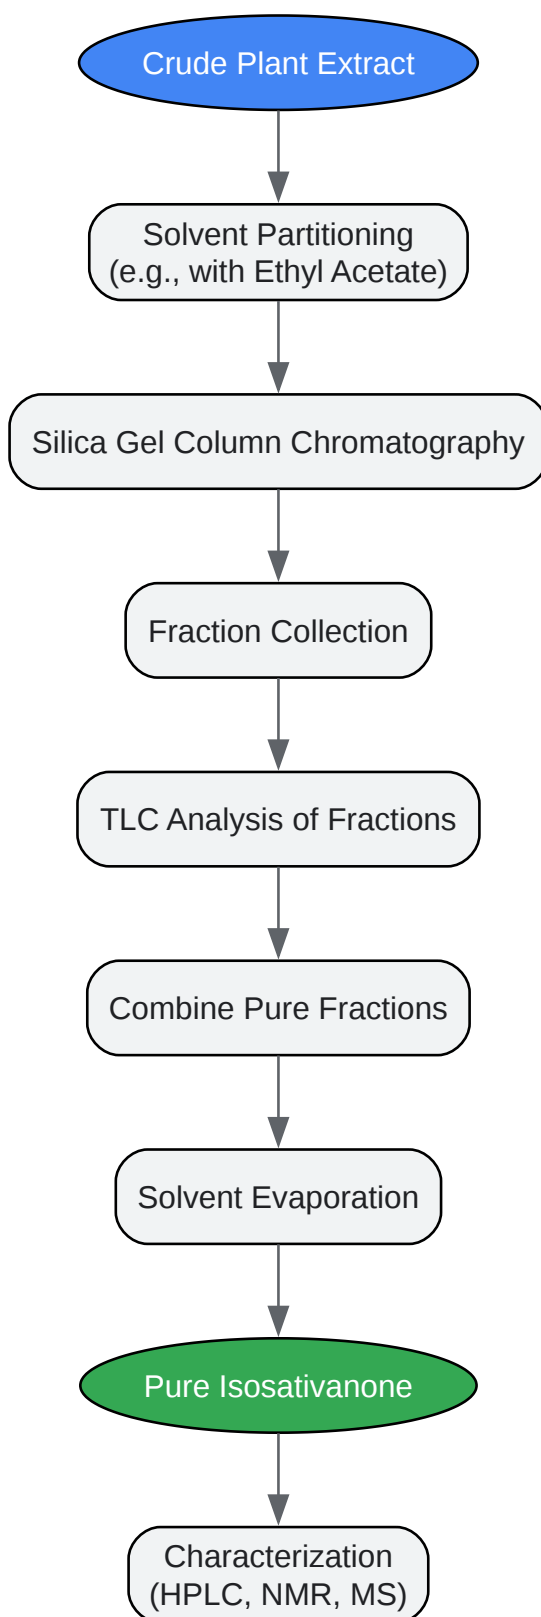 Crude Plant Extract
Solvent Partitioning
(e.g., with Ethyl Acetate)
Silica Gel Column Chromatography
Fraction Collection
TLC Analysis of Fractions
Combine Pure Fractions
Solvent Evaporation
Pure Isosativanone
Characterization
(HPLC, NMR, MS)